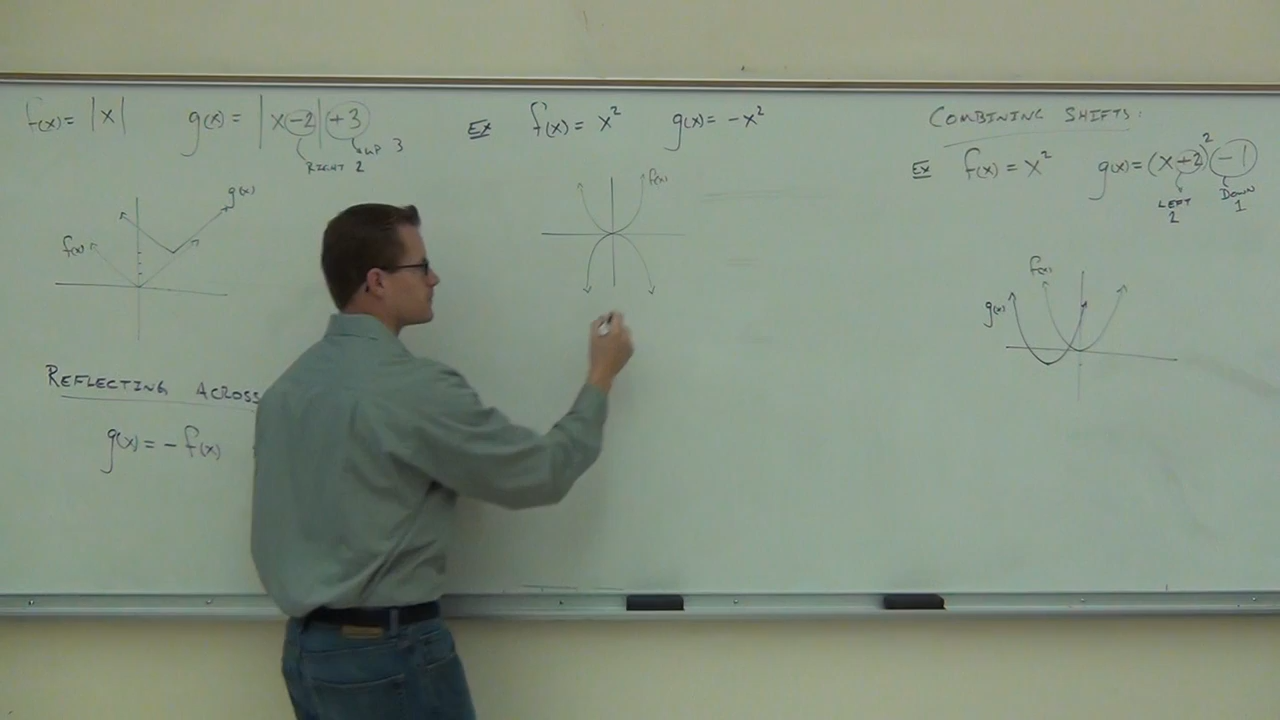 f(x) = |x|
g(x) = |x-2|+3
UP 3
RIGHT 2
g(x)
f(x)
REFLECTING ACROSS
g(x) = -f(x)
EX f(x) = x² g(x) = -x²
f(x)
COMBINING SHIFTS:
EX f(x) = x² g(x) = (x+2)² -1
LEFT 2
DOWN 1
f(x)
g(x)